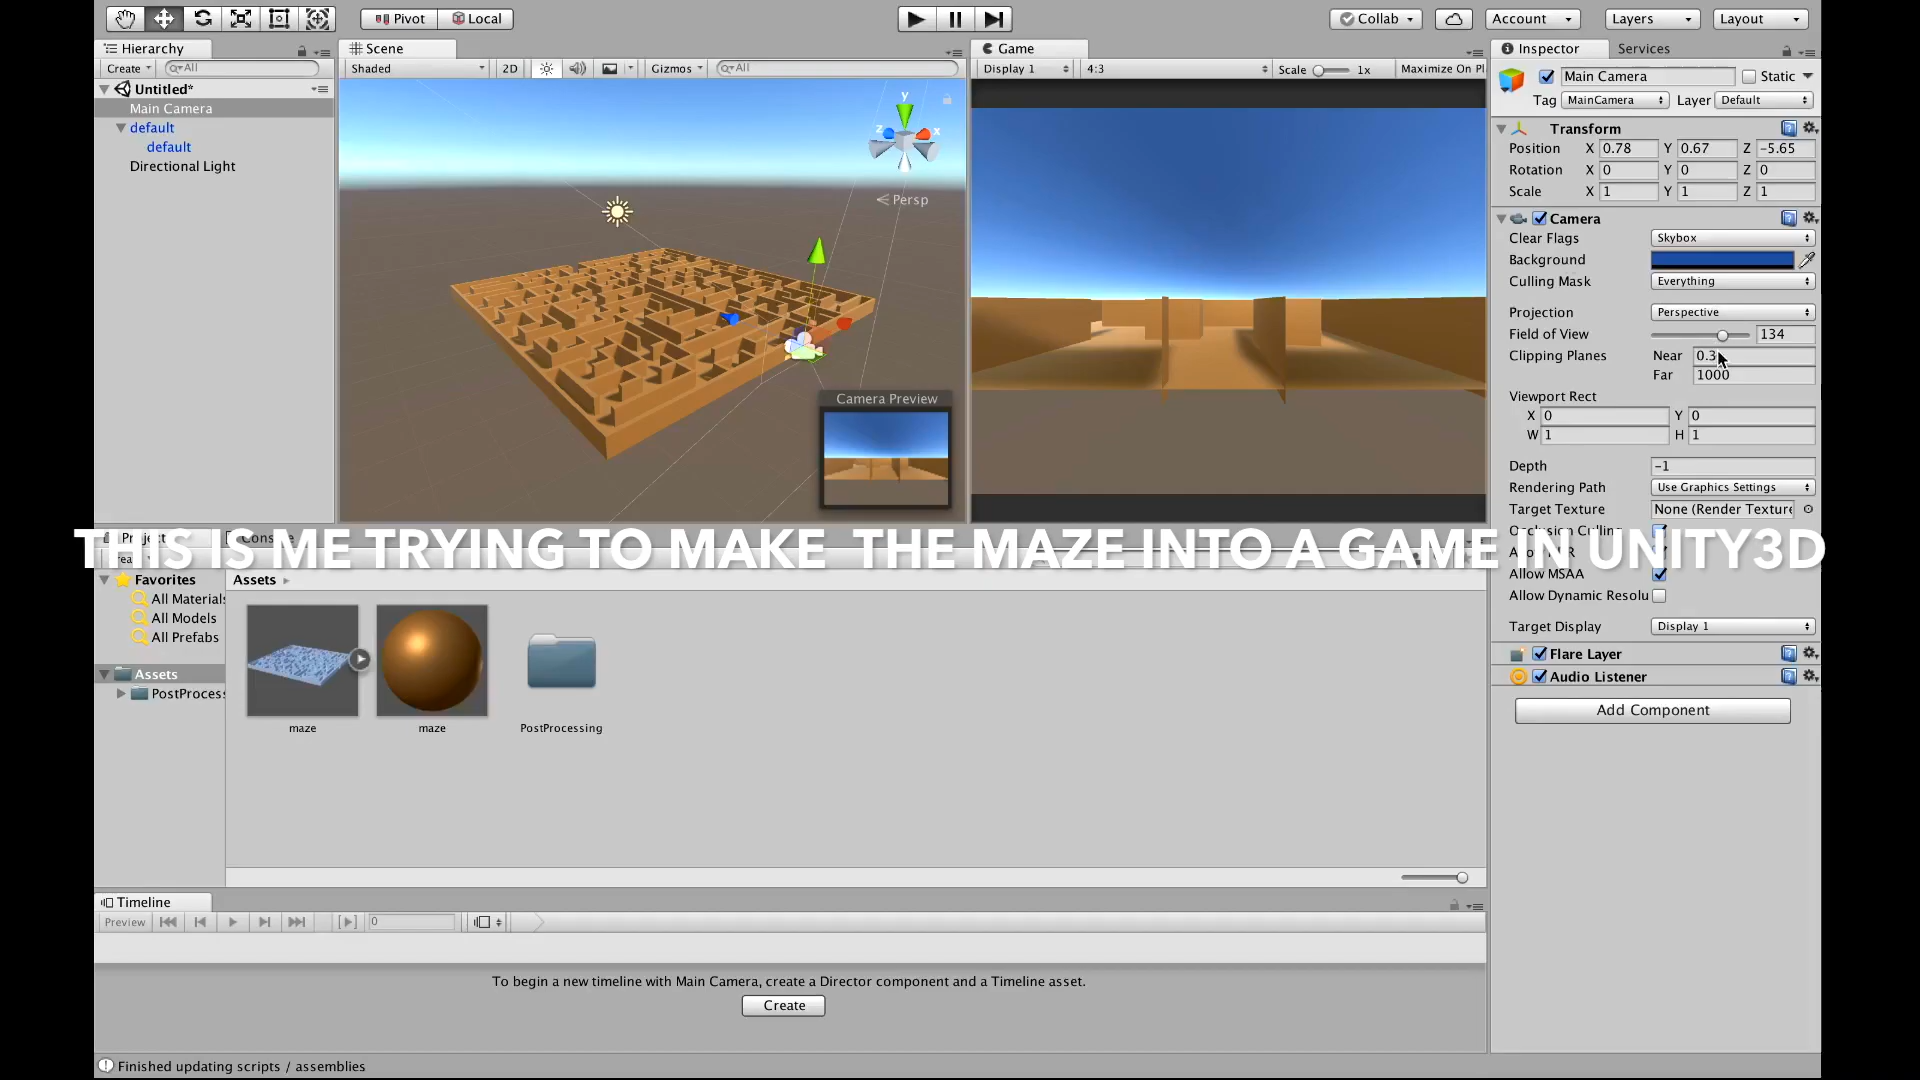 Pivot
Local
Collab
Account
Layers
Layout
Hierarchy
Create
All
Untitled*
Main Camera
default
default
Directional Light
Scene
Shaded
2D
Gizmos
All
y
z
x
Persp
Camera Preview
Game
Display 1
4:3
Scale
1x
Maximize On Pl
Inspector
Services
Main Camera
Static
Tag MainCamera Layer Default
Transform
Position X 0.78 Y 0.67 Z -5.65
Rotation X 0 Y 0 Z 0
Scale X 1 Y 1 Z 1
Camera
Clear Flags Skybox
Background
Culling Mask Everything
Projection Perspective
Field of View 134
Clipping Planes Near 0.3
Far 1000
Viewport Rect
X 0 Y 0
W 1 H 1
Depth -1
Rendering Path Use Graphics Settings
Target Texture None (Render Texture
Occlusion Culling
Allow MSAA
Allow Dynamic Resolu
Target Display Display 1
Flare Layer
Audio Listener
Add Component
THIS IS ME TRYING TO MAKE THE MAZE INTO A GAME IN UNITY3D
Favorites
All Materials
All Models
All Prefabs
Assets
PostProces
Assets
maze
maze
PostProcessing
Timeline
Preview
0
To begin a new timeline with Main Camera, create a Director component and a Timeline asset.
Create
Finished updating scripts / assemblies